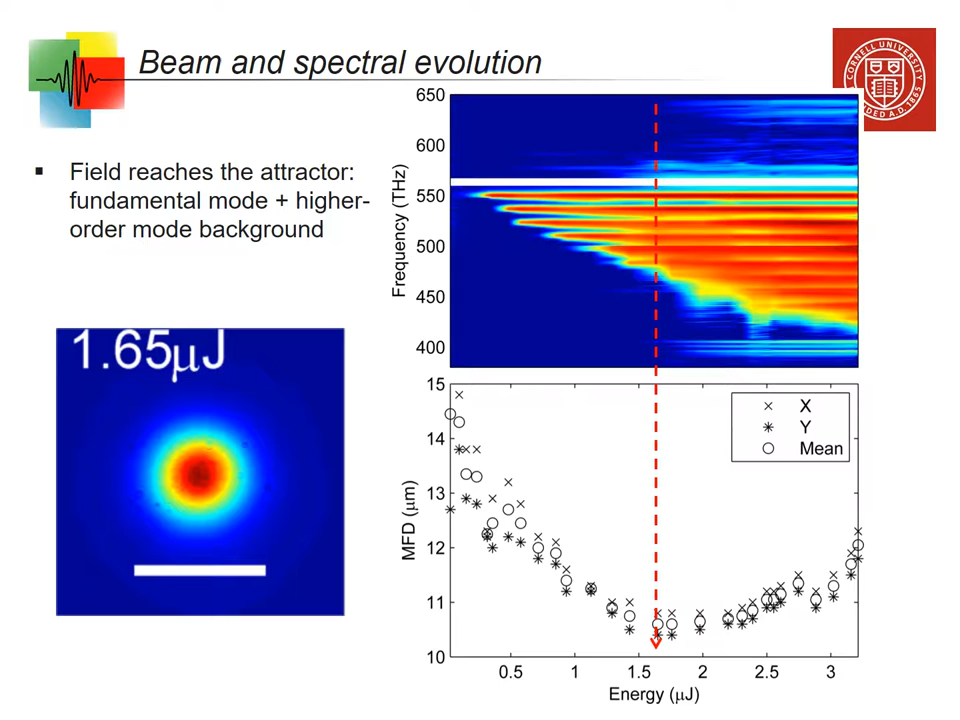 Beam and spectral evolution
CORNELL UNIVERSITY
FOUNDED A.D. 1865
▪ Field reaches the attractor:
fundamental mode + higher-
order mode background
1.65μJ
Frequency (THz)
650
600
550
500
450
400
MFD (μm)
15
14
13
12
11
10
X
Y
Mean
0.5 1 1.5 2 2.5 3
Energy (μJ)